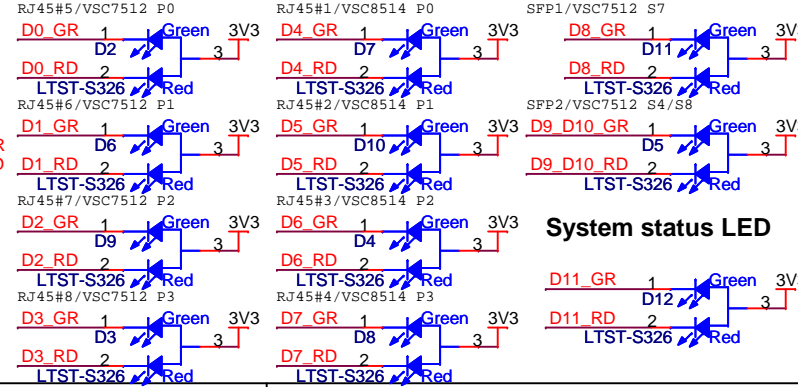 RJ45#5/VSC7512 P0
D0_GR 1 Green 3V3
D2 3
D0_RD 2
LTST-S326 Red
RJ45#6/VSC7512 P1
D1_GR 1 Green 3V3
D6 3
D1_RD 2
LTST-S326 Red
RJ45#7/VSC7512 P2
D2_GR 1 Green 3V3
D9 3
D2_RD 2
LTST-S326 Red
RJ45#8/VSC7512 P3
D3_GR 1 Green 3V3
D3 3
D3_RD 2
LTST-S326 Red
RJ45#1/VSC8514 P0
D4_GR 1 Green 3V3
D7 3
D4_RD 2
LTST-S326 Red
RJ45#2/VSC8514 P1
D5_GR 1 Green 3V3
D10 3
D5_RD 2
LTST-S326 Red
RJ45#3/VSC8514 P2
D6_GR 1 Green 3V3
D4 3
D6_RD 2
LTST-S326 Red
RJ45#4/VSC8514 P3
D7_GR 1 Green 3V3
D8 3
D7_RD 2
LTST-S326 Red
SFP1/VSC7512 S7
D8_GR 1 Green 3V3
D11 3
D8_RD 2
LTST-S326 Red
SFP2/VSC7512 S4/S8
D9_D10_GR 1 Green
D5 3
D9_D10_RD 2
LTST-S326 Red
System status LED
D11_GR 1 Green
D12 3
D11_RD 2
LTST-S326 Red